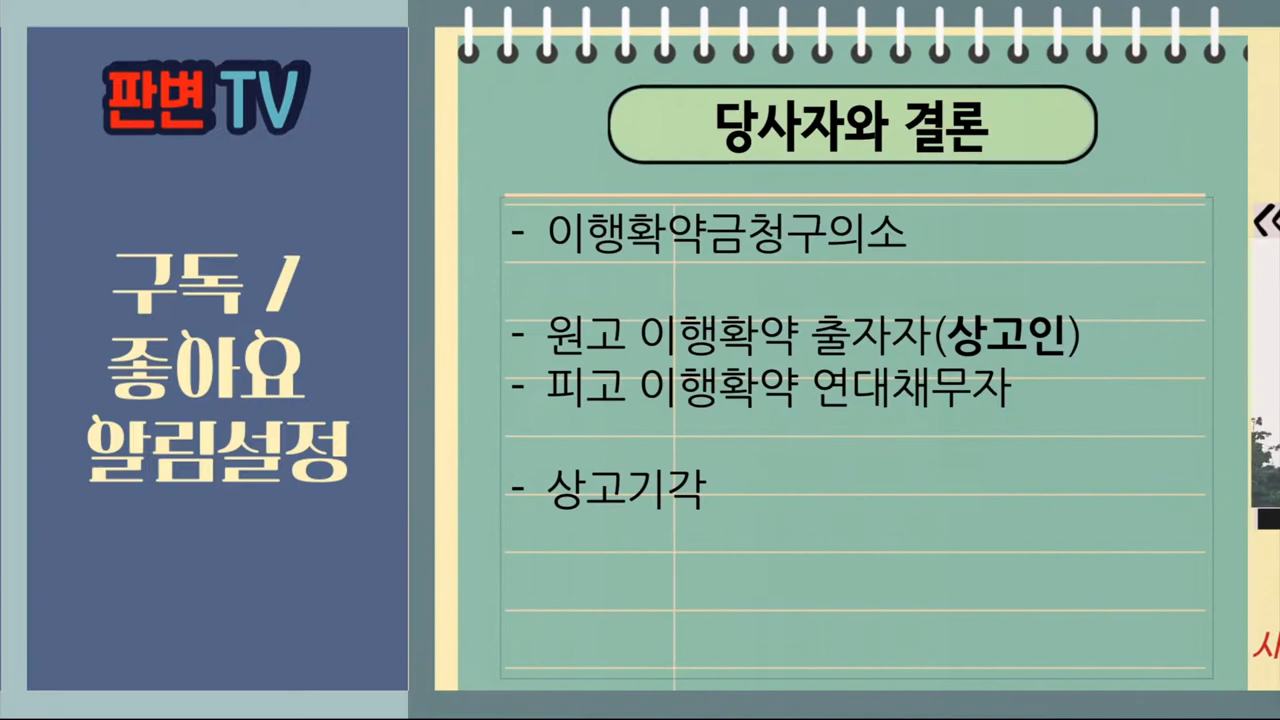 판변 TV
구독 /
좋아요
알림설정
당사자와 결론
- 이행확약금청구의소
- 원고 이행확약 출자자(상고인)
- 피고 이행확약 연대채무자
- 상고기각